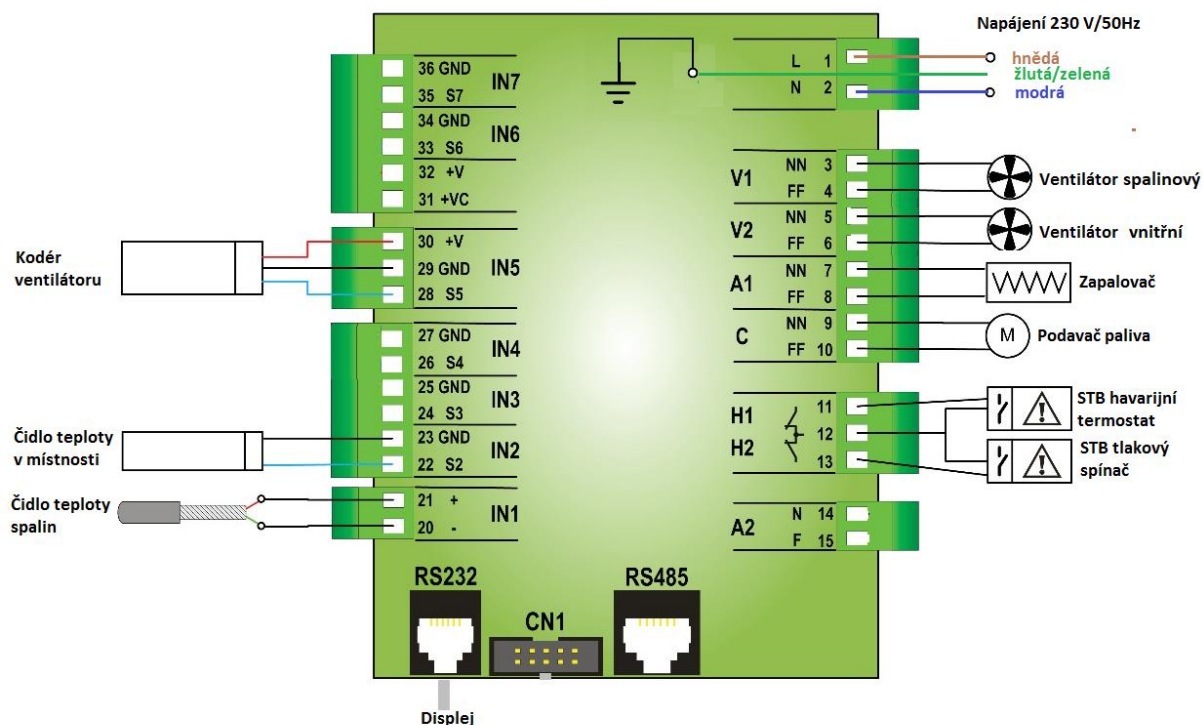 Napájení 230 V/50Hz
L 1
hnědá
žlutá/zelená
N 2
modrá
36 GND
IN7
35 S7
34 GND
IN6
33 S6
32 +V
31 +VC
Kodér
ventilátoru
30 +V
29 GND
IN5
28 S5
27 GND
IN4
26 S4
25 GND
IN3
24 S3
Čidlo teploty
v místnosti
23 GND
IN2
22 S2
Čidlo teploty
spalin
21 +
IN1
20 -
V1
NN 3
FF 4
Ventilátor spalinový
V2
NN 5
FF 6
Ventilátor vnitřní
A1
NN 7
FF 8
Zapalovač
C
NN 9
FF 10
M
Podavač paliva
H1
11
12
H2
13
STB havarijní
termostat
STB tlakový
spínač
A2
N 14
F 15
RS232
CN1
RS485
Displej